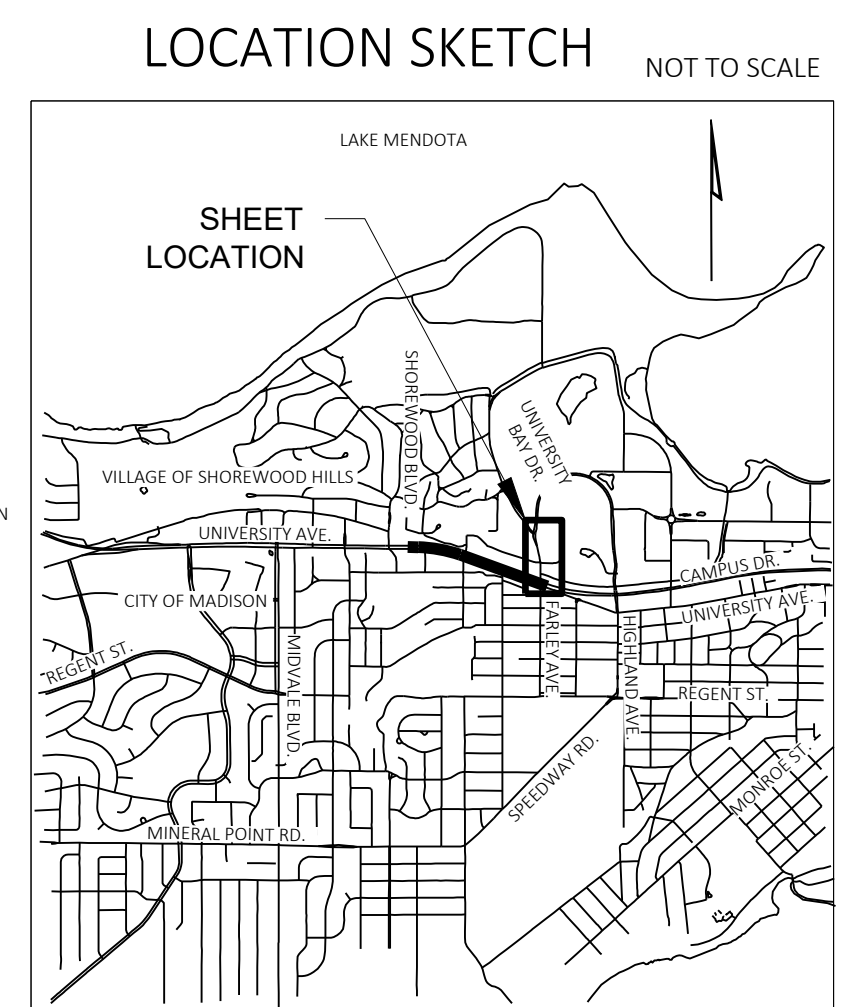 LOCATION SKETCH
NOT TO SCALE
LAKE MENDOTA
SHEET
LOCATION
SHOREWOOD BLVD.
UNIVERSITY
BAY DR.
VILLAGE OF SHOREWOOD HILLS
N
UNIVERSITY AVE.
CAMPUS DR.
CITY OF MADISON
UNIVERSITY AVE.
FARLEY AVE.
HIGHLAND AVE.
MIDVALE BLVD.
REGENT ST.
REGENT ST.
SPEEDWAY RD.
MONROE ST.
MINERAL POINT RD.